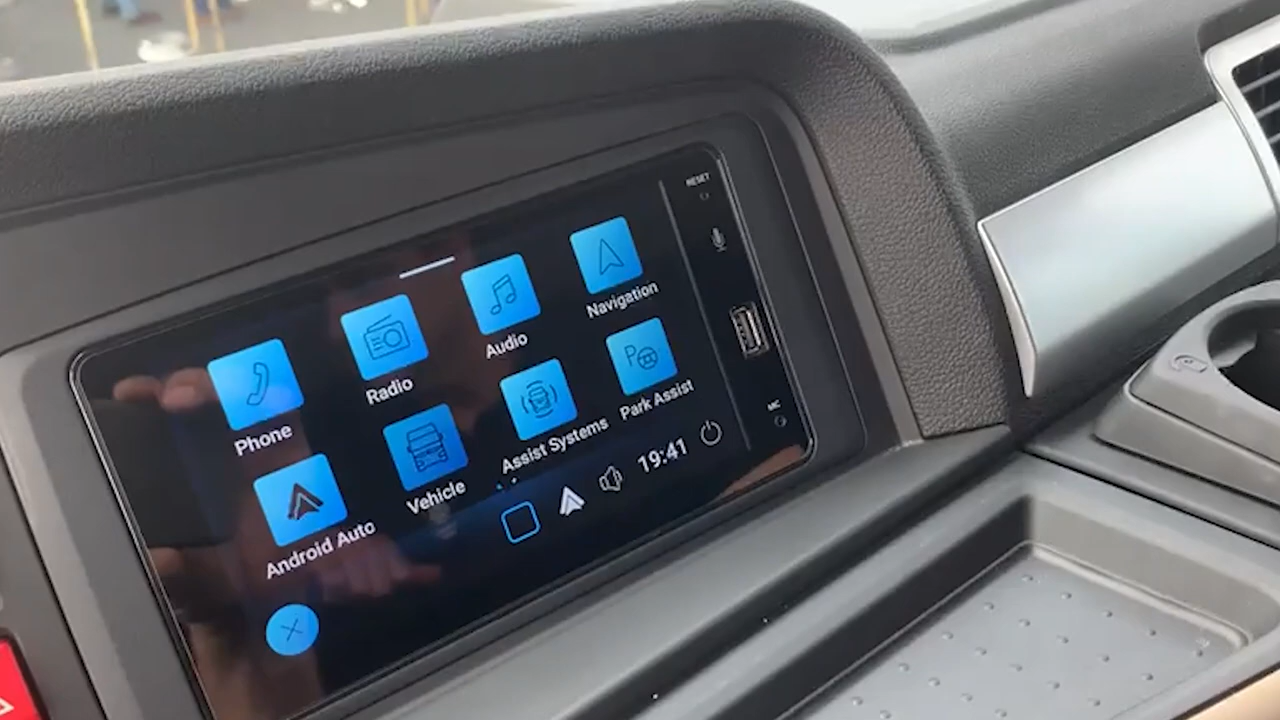 RESET
Phone
Radio
Audio
Navigation
Android Auto
Vehicle
Assist Systems
Park Assist
P
19:41
MIC